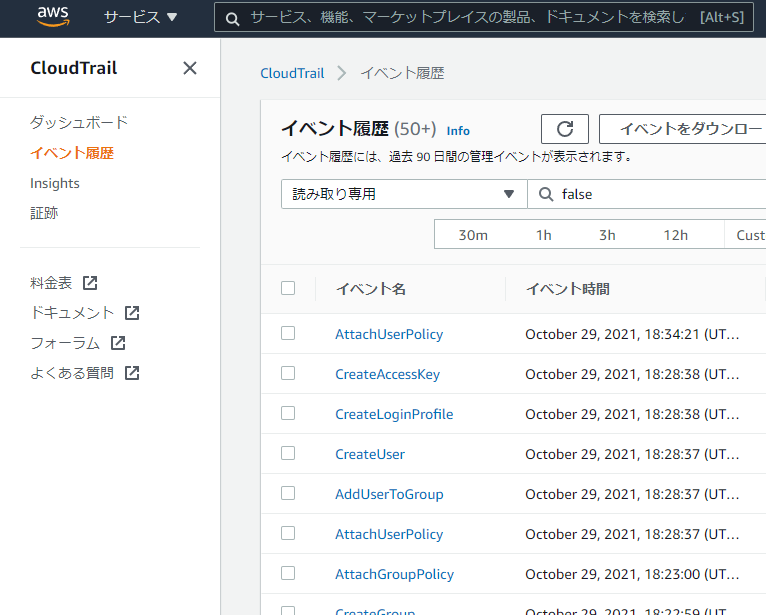 aws サービス ▼ サービス、機能、マーケットプレイスの製品、ドキュメントを検索し [Alt+S]
CloudTrail
ダッシュボード
イベント履歴
Insights
証跡
料金表
ドキュメント
フォーラム
よくある質問
CloudTrail > イベント履歴
イベント履歴 (50+) Info
イベントをダウンロー
イベント履歴には、過去 90 日間の管理イベントが表示されます。
読み取り専用 ▼ false
30m 1h 3h 12h Cust
イベント名 イベント時間
AttachUserPolicy October 29, 2021, 18:34:21 (UT…
CreateAccessKey October 29, 2021, 18:28:38 (UT…
CreateLoginProfile October 29, 2021, 18:28:38 (UT…
CreateUser October 29, 2021, 18:28:37 (UT…
AddUserToGroup October 29, 2021, 18:28:37 (UT…
AttachUserPolicy October 29, 2021, 18:28:37 (UT…
AttachGroupPolicy October 29, 2021, 18:23:00 (UT…
CreateGroup October 29, 2021, 18:22:59 (UT…